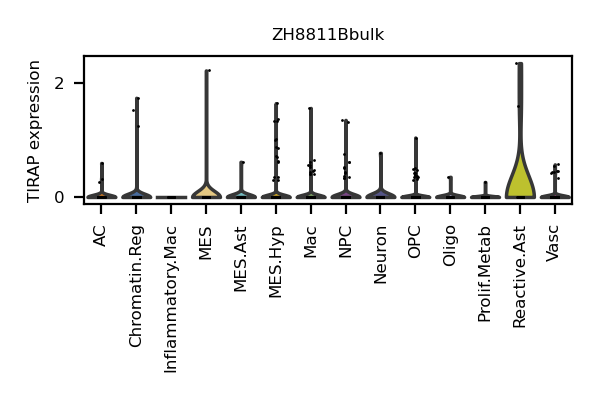 ZH8811Bbulk
TIRAP expression
2
0
AC
Chromatin.Reg
Inflammatory.Mac
MES
MES.Ast
MES.Hyp
Mac
NPC
Neuron
OPC
Oligo
Prolif.Metab
Reactive.Ast
Vasc